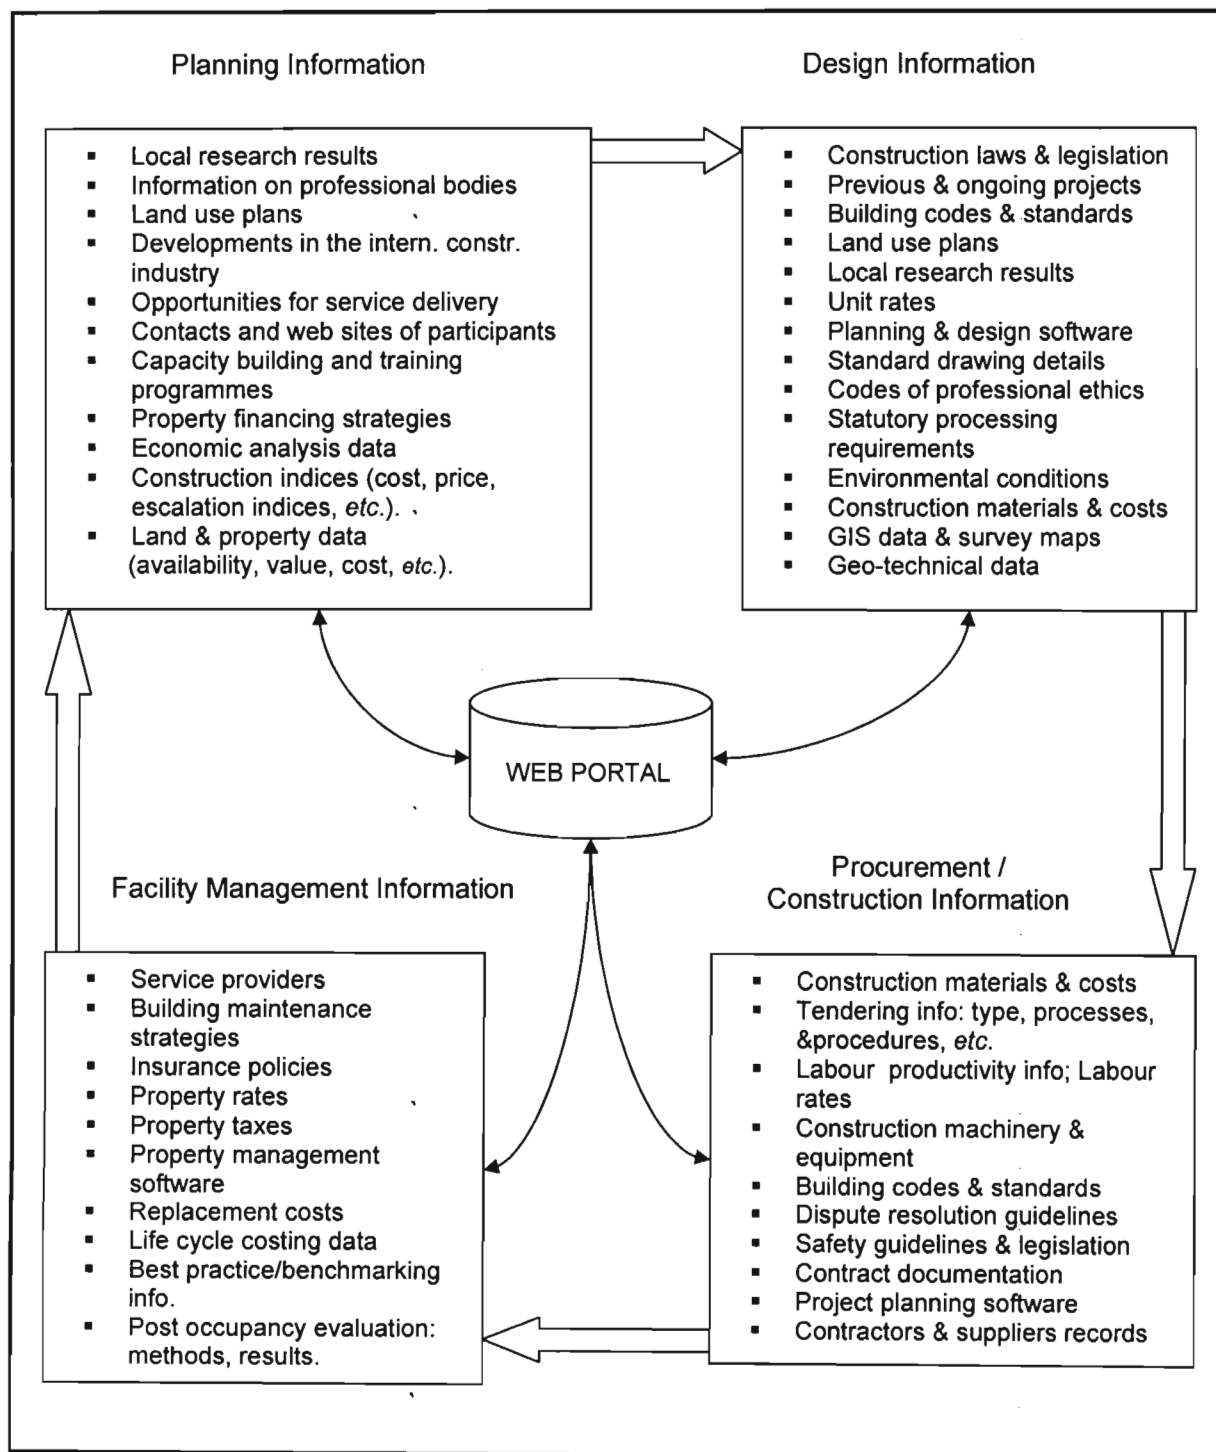 Planning Information
▪ Local research results
▪ Information on professional bodies
▪ Land use plans
▪ Developments in the intern. constr.
industry
▪ Opportunities for service delivery
▪ Contacts and web sites of participants
▪ Capacity building and training
programmes
▪ Property financing strategies
▪ Economic analysis data
▪ Construction indices (cost, price,
escalation indices, etc.).
▪ Land & property data
(availability, value, cost, etc.).
Design Information
▪ Construction laws & legislation
▪ Previous & ongoing projects
▪ Building codes & standards
▪ Land use plans
▪ Local research results
▪ Unit rates
▪ Planning & design software
▪ Standard drawing details
▪ Codes of professional ethics
▪ Statutory processing
requirements
▪ Environmental conditions
▪ Construction materials & costs
▪ GIS data & survey maps
▪ Geo-technical data
WEB PORTAL
Facility Management Information
▪ Service providers
▪ Building maintenance
strategies
▪ Insurance policies
▪ Property rates
▪ Property taxes
▪ Property management
software
▪ Replacement costs
▪ Life cycle costing data
▪ Best practice/benchmarking
info.
▪ Post occupancy evaluation:
methods, results.
Procurement /
Construction Information
▪ Construction materials & costs
▪ Tendering info: type, processes,
&procedures, etc.
▪ Labour productivity info; Labour
rates
▪ Construction machinery &
equipment
▪ Building codes & standards
▪ Dispute resolution guidelines
▪ Safety guidelines & legislation
▪ Contract documentation
▪ Project planning software
▪ Contractors & suppliers records